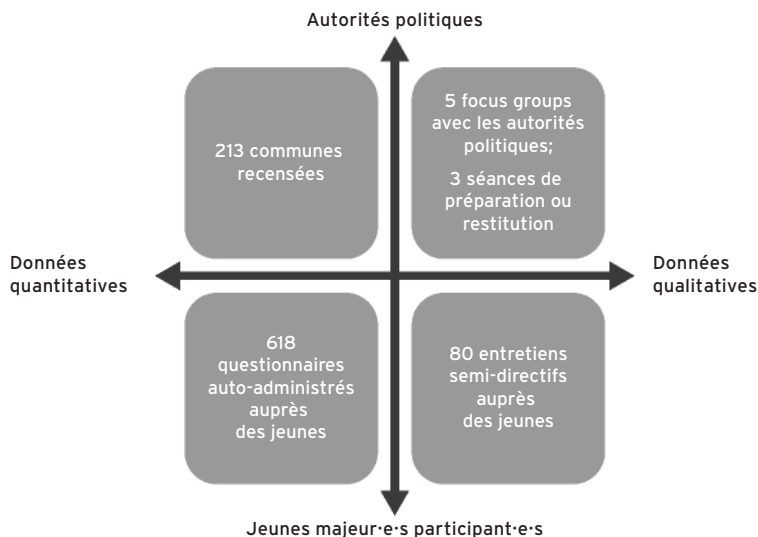 Autorités politiques
213 communes
recensées
5 focus groups
avec les autorités
politiques;
3 séances de
préparation ou
restitution
Données
quantitatives
Données
qualitatives
618
questionnaires
auto-administrés
auprès
des jeunes
80 entretiens
semi-directifs
auprès
des jeunes
Jeunes majeur·e·s participant·e·s